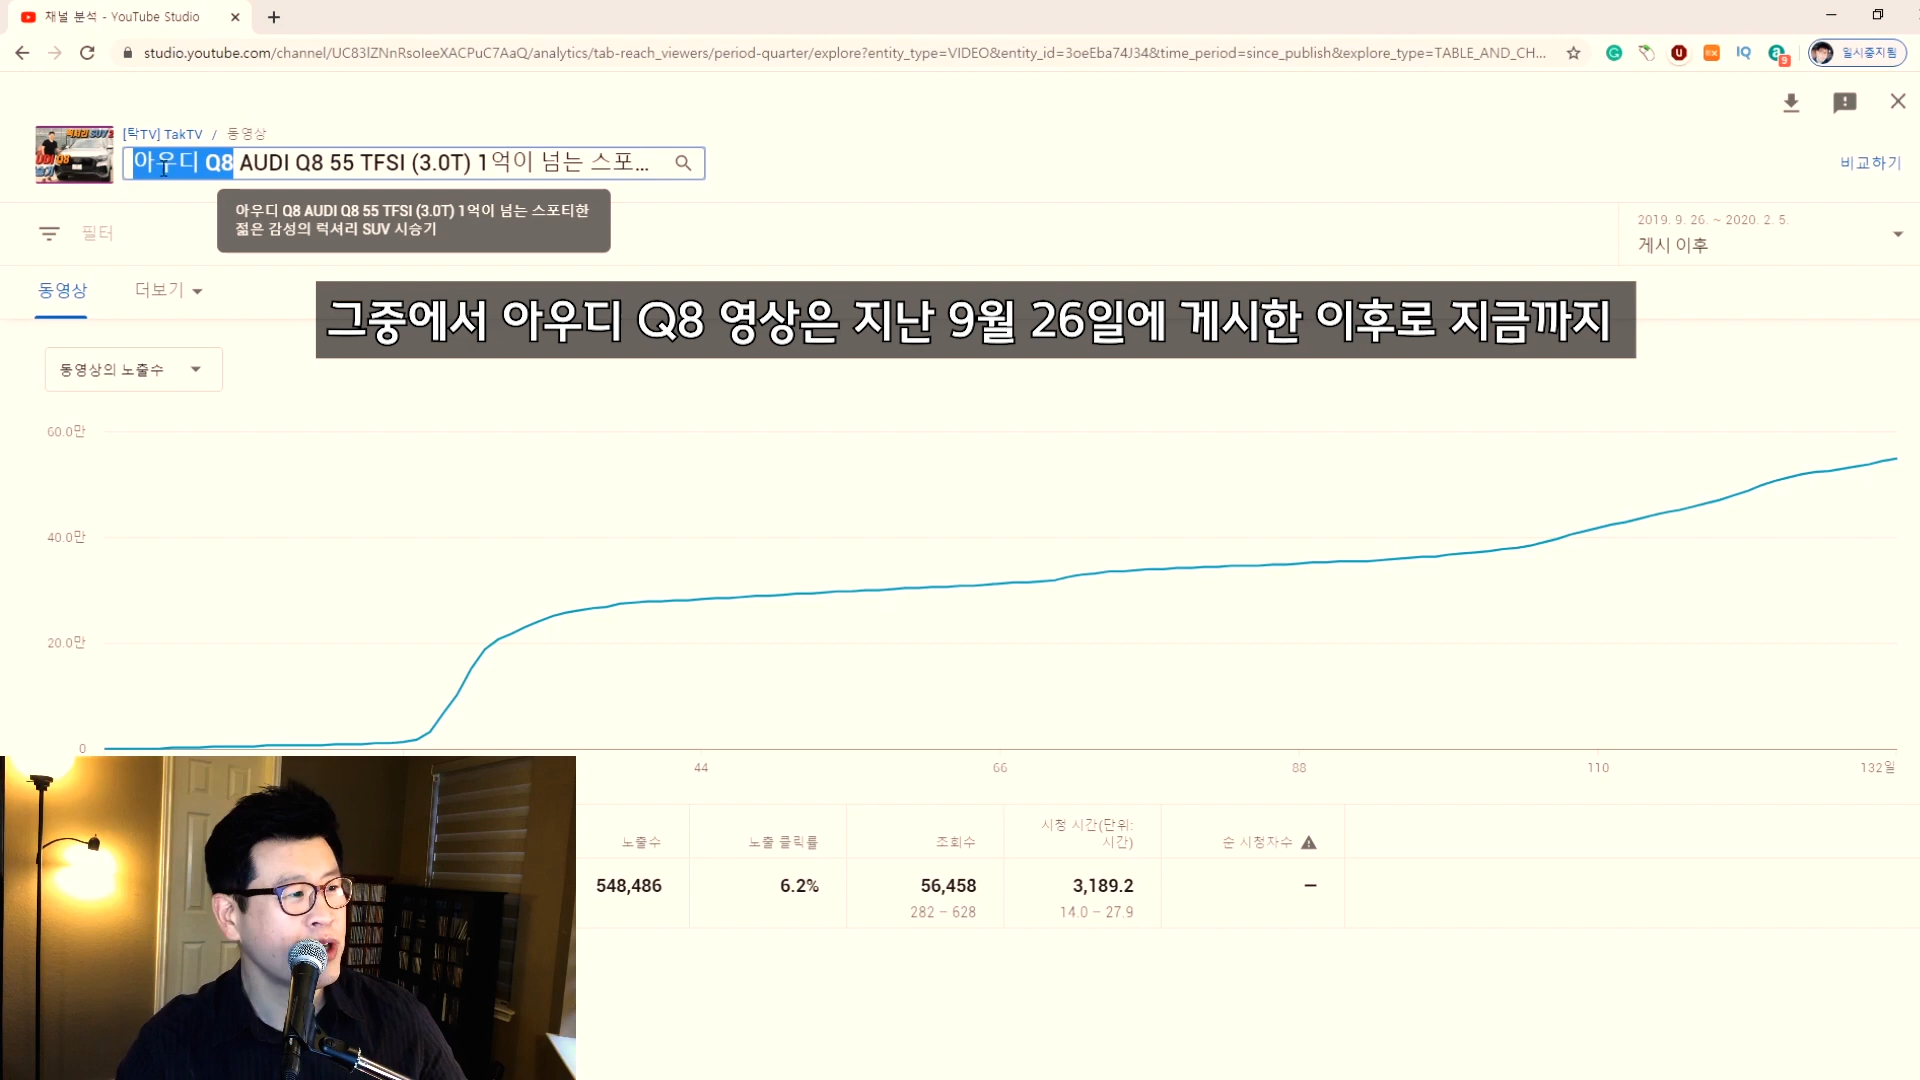 채널 분석 - YouTube Studio
studio.youtube.com/channel/UC83lZNnRsoIeeXACPuC7AaQ/analytics/tab-reach_viewers/period-quarter/explore?entity_type=VIDEO&entity_id=3oeEba74J34&time_period=since_publish&explore_type=TABLE_AND_CH...
IQ
9
일시중지됨
[탁TV] TakTV / 동영상
아우디 Q8 AUDI Q8 55 TFSI (3.0T) 1억이 넘는 스포...
비교하기
아우디 Q8 AUDI Q8 55 TFSI (3.0T) 1억이 넘는 스포티한
젊은 감성의 럭셔리 SUV 시승기
필터
2019. 9. 26. ~ 2020. 2. 5.
게시 이후
동영상
더보기
그중에서 아우디 Q8 영상은 지난 9월 26일에 게시한 이후로 지금까지
동영상의 노출수
60.0만
40.0만
20.0만
0
44
66
88
110
132일
노출수
노출 클릭률
조회수
시청 시간(단위:
시간)
순 시청자수
548,486
6.2%
56,458
3,189.2
–
282 – 628
14.0 – 27.9